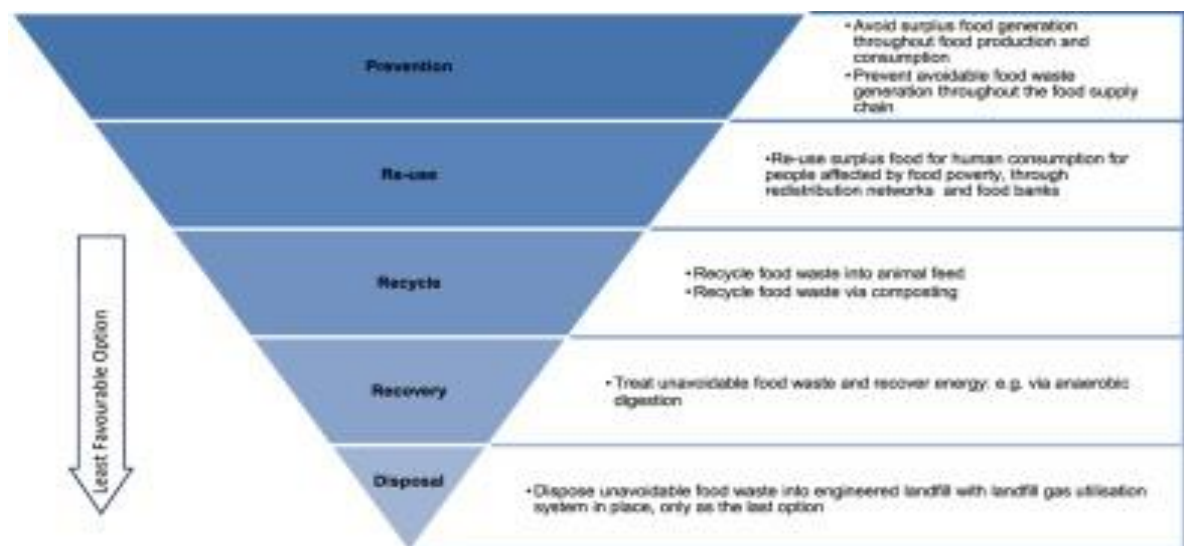 Prevention
•Avoid surplus food generation
throughout food production and
consumption
•Prevent avoidable food waste
generation throughout the food supply
chain
Re-use
•Re-use surplus food for human consumption for
people affected by food poverty, through
redistribution networks and food banks
Recycle
•Recycle food waste into animal feed
•Recycle food waste via composting
Recovery
•Treat unavoidable food waste and recover energy: e.g. via anaerobic
digestion
Disposal
•Dispose unavoidable food waste into engineered landfill with landfill gas utilisation
system in place, only as the last option
Least Favourable Option